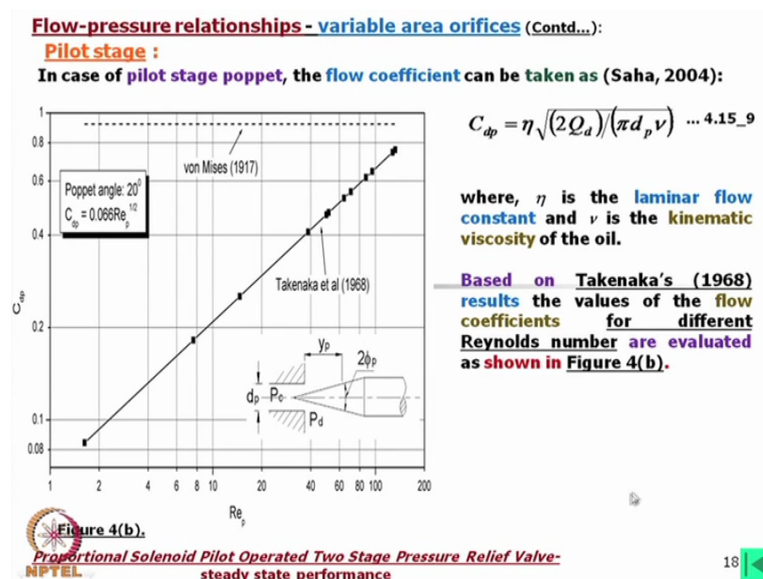 Flow-pressure relationships - variable area orifices (Contd...):
Pilot stage :
In case of pilot stage poppet, the flow coefficient can be taken as (Saha, 2004):
C_dp = η√(2Q_d)/(πd_pν) ... 4.15_9
where, η is the laminar flow
constant and ν is the kinematic
viscosity of the oil.
Based on Takenaka's (1968)
results the values of the flow
coefficients for different
Reynolds number are evaluated
as shown in Figure 4(b).
1
0.8
0.6
0.4
0.2
0.1
0.08
C_dp
von Mises (1917)
Poppet angle: 20⁰
C_dp = 0.066Re_p^1/2
Takenaka et al (1968)
y_P
2ϕ_P
d_p P_c
P_d
1 2 4 6 8 10 20 40 60 80 100 200
Re_p
Figure 4(b).
Proportional Solenoid Pilot Operated Two Stage Pressure Relief Valve-
steady state performance
NPTEL
18